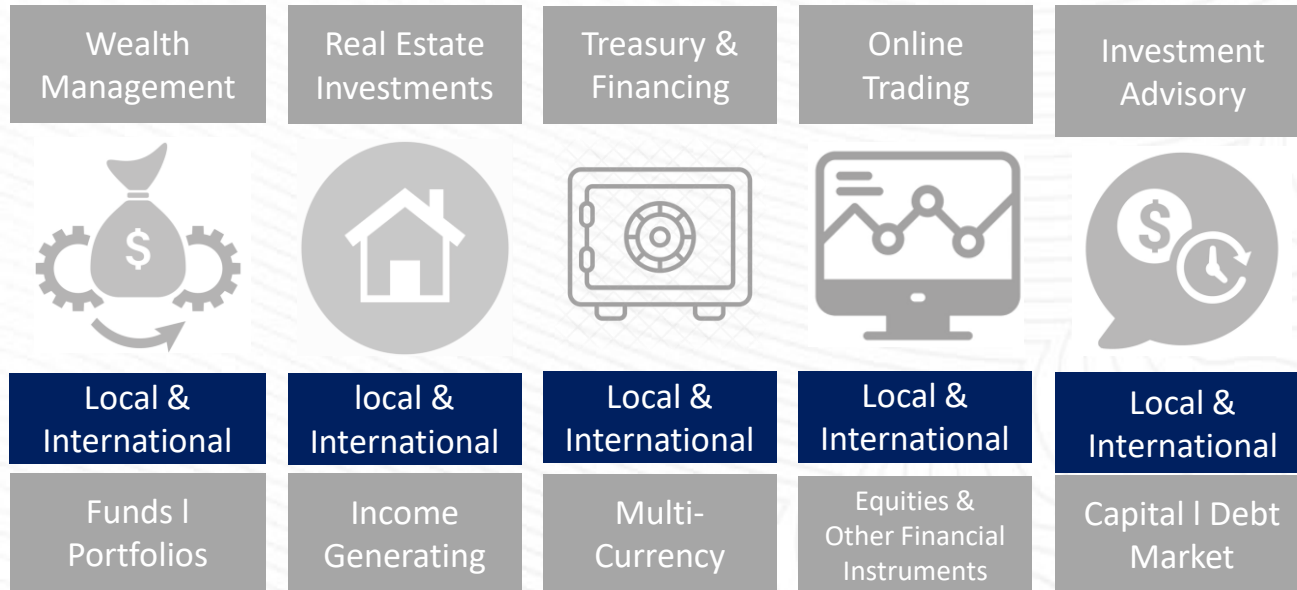 Wealth
Management
Real Estate
Investments
Treasury &
Financing
Online
Trading
Investment
Advisory
$
$
Local &
International
local &
International
Local &
International
Local &
International
Local &
International
Funds l
Portfolios
Income
Generating
Multi-
Currency
Equities &
Other Financial
Instruments
Capital l Debt
Market